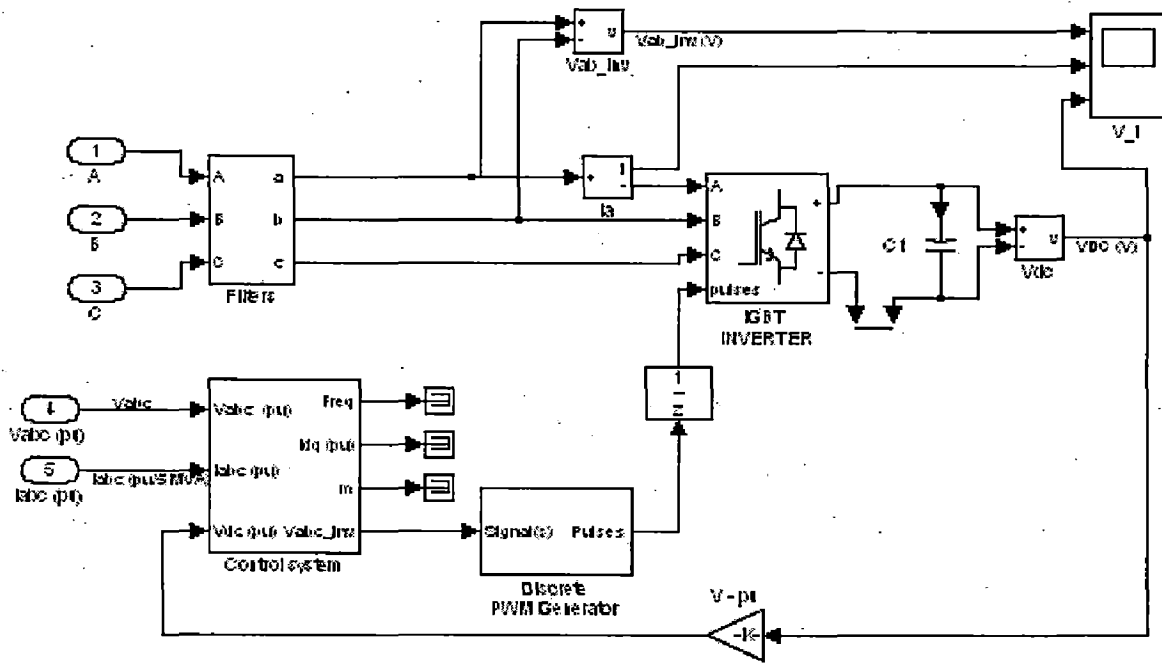 +
-
u
Vab_Inv
Vab_Inv (V)
V_I
1
A
2
B
3
C
A
B
C
a
b
c
Filters
+
I
-
Ia
A
B
C
pulses
+
-
IGBT
INVERTER
C1
+
-
u
Vdc
VDC (V)
1
z
4
Vabc (pu)
Vabc
5
Iabc (pu)
Iabc (pu/5MVA)
Vabc (pu)
Iabc (pu)
Vdc (pu)
Freq
Idq (pu)
m
Vabc_Inv
Control system
Signal(s)
Pulses
Discrete
PWM Generator
V - pu
-K-